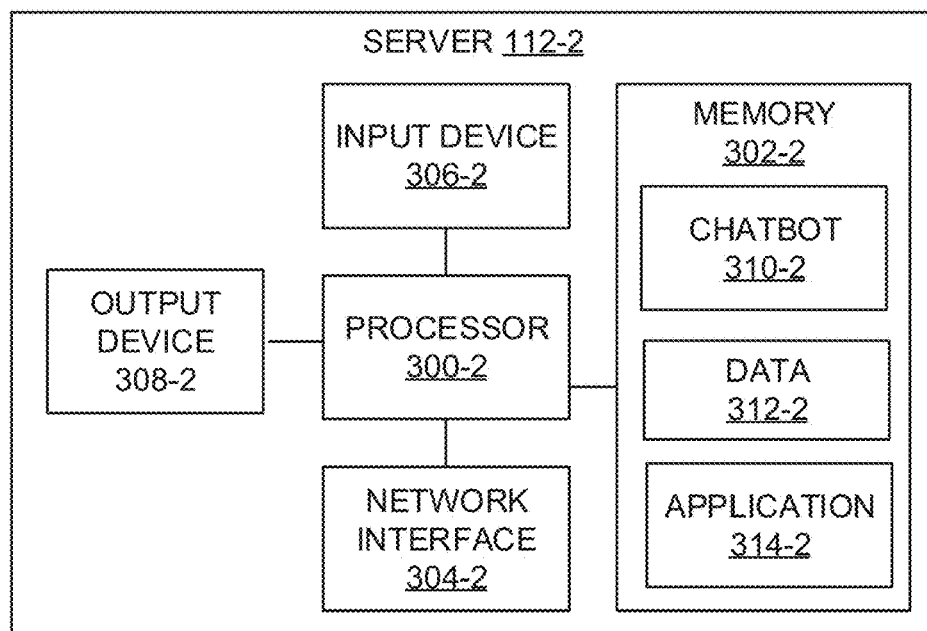 SERVER 112-2
INPUT DEVICE
306-2
MEMORY
302-2
CHATBOT
310-2
OUTPUT
DEVICE
308-2
PROCESSOR
300-2
DATA
312-2
NETWORK
INTERFACE
304-2
APPLICATION
314-2